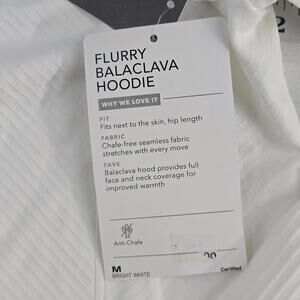 FLURRY
BALACLAVA
HOODIE
WHY WE LOVE IT
FIT
Fits next to the skin, hip length
FABRIC
Chafe-free seamless fabric
stretches with every move
FAVE
Balaclava hood provides full
face and neck coverage for
improved warmth
Anti-Chafe
M
BRIGHT WHITE
Certified
2